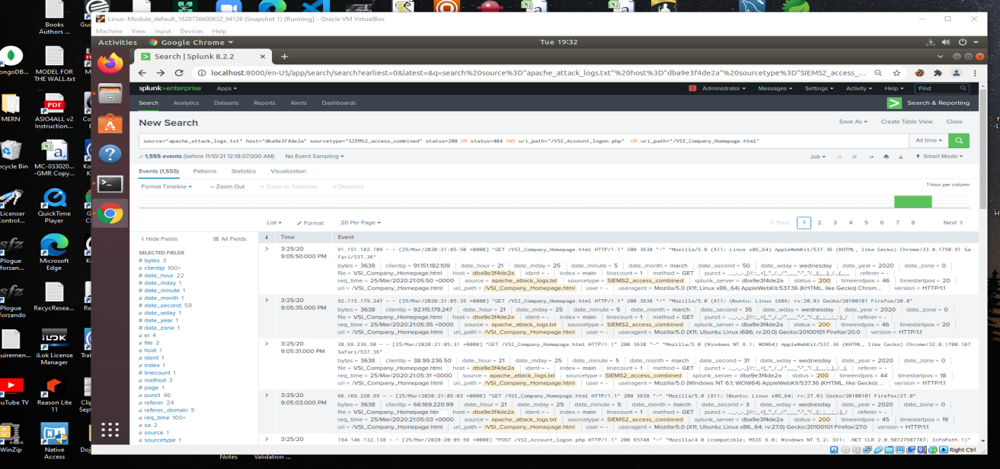 Books
Authors ...
Gui
MODEL FOR
THE WALL.txt
MERN
PDF
ASIO4ALL v2
Instruction...
MC-033020...
-GMR Copy...
QuickTime
Player
Plogue
Microsoft
Edge
Plogue
sforzando
RecycResea...
iLok License
Manager
Reason Lite
11
WinZip
Native
Access
Notes
Validation ...
Linux-Module_default_1628736600632_94126 (Snapshot 1) [Running] - Oracle VM VirtualBox
Machine View Input Devices Help
Activities Google Chrome Tue 19:32
Search | Splunk 8.2.2
localhost:8000/en-US/app/search/search?earliest=0&latest=&q=search%20source%3D"apache_attack_logs.txt"%20host%3D"dba9e3f4de2a"%20sourcetype%3D"SIEMS2_access_...
splunk>enterprise Apps Administrator Messages Settings Activity Help Find
Search Analytics Datasets Reports Alerts Dashboards Search & Reporting
New Search Save As Create Table View Close
source="apache_attack_logs.txt" host="dba9e3f4de2a" sourcetype="SIEMS2_access_combined" status=200 OR status=404 AND uri_path="/VSI_Account_logon.php" OR uri_path="/VSI_Company_Homepage.html" All time
1,555 events (before 11/10/21 12:18:07.000 AM) No Event Sampling Job Smart Mode
Events (1,555) Patterns Statistics Visualization
Format Timeline — Zoom Out + Zoom to Selection × Deselect 1 hour per column
List Format 20 Per Page < Prev 1 2 3 4 5 6 7 8 ... Next >
< Hide Fields All Fields i Time Event
SELECTED FIELDS
# bytes 3
a clientip 100+
# date_hour 22
# date_mday 1
# date_minute 1
a date_month 1
# date_second 59
a date_wday 1
# date_year 1
# date_zone 1
a ei 4
a file 2
a host 1
a ident 1
a index 1
# linecount 1
a method 3
# page 1
a punct 46
a referer 24
a referer_domain 5
a req_time 100+
a sa 2
a source 1
a sourcetype 1
3/25/20
9:05:50.000 PM
91.151.182.109 - - [25/Mar/2020:21:05:50 +0000] "GET /VSI_Company_Homepage.html HTTP/1.1" 200 3638 "-" "Mozilla/5.0 (X11; Linux x86_64) AppleWebKit/537.36 (KHTML, like Gecko) Chrome/33.0.1750.91 Sa
fari/537.36"
bytes = 3638 clientip = 91.151.182.109 date_hour = 21 date_mday = 25 date_minute = 5 date_month = march date_second = 50 date_wday = wednesday date_year = 2020 date_zone = 0
file = VSI_Company_Homepage.html host = dba9e3f4de2a ident = - index = main linecount = 1 method = GET referer = -
req_time = 25/Mar/2020:21:05:50 +0000 source = apache_attack_logs.txt sourcetype = SIEMS2_access_combined splunk_server = dba9e3f4de2a status = 200 timeendpos = 46 timestartpos = 20
uri = /VSI_Company_Homepage.html uri_path = /VSI_Company_Homepage.html user = - useragent = Mozilla/5.0 (X11; Linux x86_64) AppleWebKit/537.36 (KHTML, like Gecko) Chrom... version = HTTP/1.1
3/25/20
9:05:35.000 PM
92.115.179.247 - - [25/Mar/2020:21:05:35 +0000] "GET /VSI_Company_Homepage.html HTTP/1.1" 200 3638 "-" "Mozilla/5.0 (X11; Ubuntu; Linux i686; rv:20.0) Gecko/20100101 Firefox/20.0"
bytes = 3638 clientip = 92.115.179.247 date_hour = 21 date_mday = 25 date_minute = 5 date_month = march date_second = 35 date_wday = wednesday date_year = 2020 date_zone = 0
file = VSI_Company_Homepage.html host = dba9e3f4de2a ident = - index = main linecount = 1 method = GET referer = -
req_time = 25/Mar/2020:21:05:35 +0000 source = apache_attack_logs.txt sourcetype = SIEMS2_access_combined splunk_server = dba9e3f4de2a status = 200 timeendpos = 46 timestartpos = 20
uri = /VSI_Company_Homepage.html uri_path = /VSI_Company_Homepage.html user = - useragent = Mozilla/5.0 (X11; Ubuntu; Linux i686; rv:20.0) Gecko/20100101 Firefox/20.0 version = HTTP/1.1
3/25/20
9:05:31.000 PM
38.99.236.50 - - [25/Mar/2020:21:05:31 +0000] "GET /VSI_Company_Homepage.html HTTP/1.1" 200 3638 "-" "Mozilla/5.0 (Windows NT 6.1; WOW64) AppleWebKit/537.36 (KHTML, like Gecko) Chrome/32.0.1700.107
Safari/537.36"
bytes = 3638 clientip = 38.99.236.50 date_hour = 21 date_mday = 25 date_minute = 5 date_month = march date_second = 31 date_wday = wednesday date_year = 2020 date_zone = 0
file = VSI_Company_Homepage.html host = dba9e3f4de2a ident = - index = main linecount = 1 method = GET referer = -
req_time = 25/Mar/2020:21:05:31 +0000 source = apache_attack_logs.txt sourcetype = SIEMS2_access_combined splunk_server = dba9e3f4de2a status = 200 timeendpos = 44 timestartpos = 18
uri = /VSI_Company_Homepage.html uri_path = /VSI_Company_Homepage.html user = - useragent = Mozilla/5.0 (Windows NT 6.1; WOW64) AppleWebKit/537.36 (KHTML, like Gecko) ... version = HTTP/1.1
3/25/20
9:05:03.000 PM
66.169.220.99 - - [25/Mar/2020:21:05:03 +0000] "GET /VSI_Company_Homepage.html HTTP/1.1" 200 3638 "-" "Mozilla/5.0 (X11; Ubuntu; Linux x86_64; rv:27.0) Gecko/20100101 Firefox/27.0"
bytes = 3638 clientip = 66.169.220.99 date_hour = 21 date_mday = 25 date_minute = 5 date_month = march date_second = 3 date_wday = wednesday date_year = 2020 date_zone = 0
file = VSI_Company_Homepage.htm host = dba9e3f4de2a ident = - index = main linecount = 1 method = GET referer = -
req_time = 25/Mar/2020:21:05:03 +0000 source = apache_attack_logs.txt sourcetype = SIEMS2_access_combined splunk_server = dba9e3f4de2a status = 200 timeendpos = 45 timestartpos = 19
uri = /VSI_Company_Homepage.html uri_path = /VSI_Company_Homepage.html user = - useragent = Mozilla/5.0 (X11; Ubuntu; Linux x86_64; rv:27.0) Gecko/20100101 Firefox/27.0 version = HTTP/1.1
3/25/20
194.146.132.138 - - [25/Mar/2020:20:05:59 +0000] "POST /VSI_Account_logon.php HTTP/1.1" 200 65748 "-" "Mozilla/4.0 (compatible; MSIE 6.0; Windows NT 5.2; SV1; .NET CLR 2.0.50727987787; InfoPath.1)"
Right Ctrl